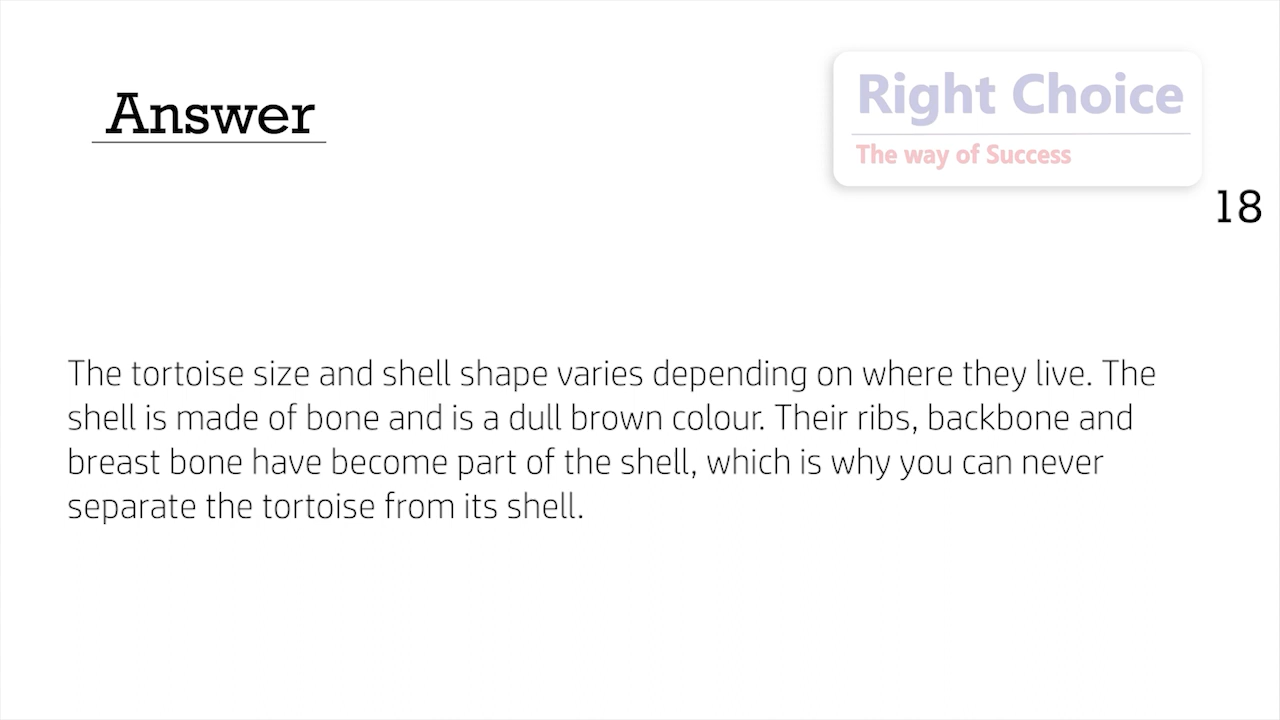 Answer
Right Choice
The way of Success
18
The tortoise size and shell shape varies depending on where they live. The
shell is made of bone and is a dull brown colour. Their ribs, backbone and
breast bone have become part of the shell, which is why you can never
separate the tortoise from its shell.